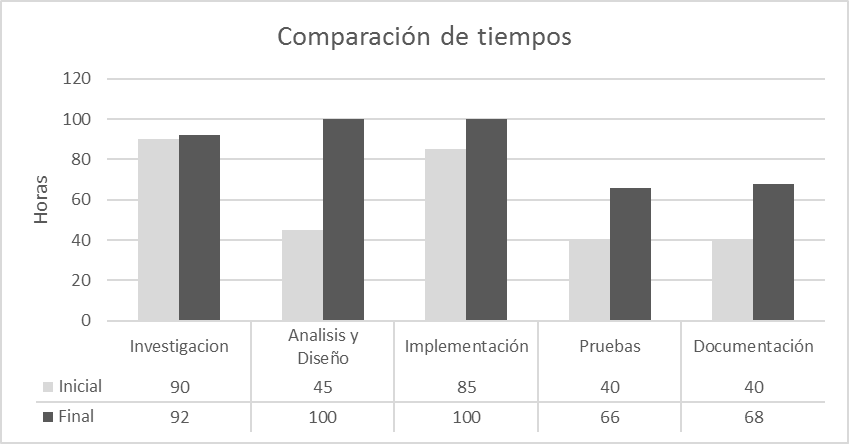 Comparación de tiempos
Horas
120
100
80
60
40
20
0
Investigacion Analisis y Diseño Implementación Pruebas Documentación
Inicial 90 45 85 40 40
Final 92 100 100 66 68